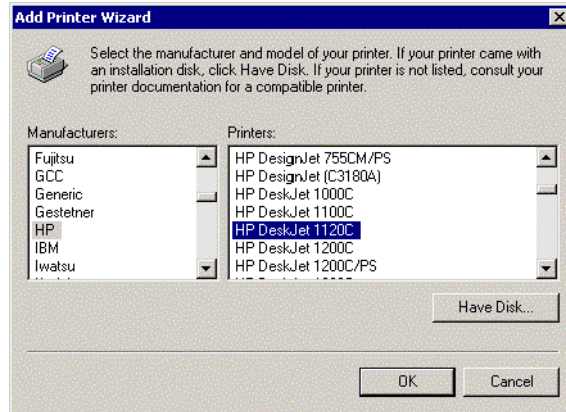 Add Printer Wizard
Select the manufacturer and model of your printer. If your printer came with
an installation disk, click Have Disk. If your printer is not listed, consult your
printer documentation for a compatible printer.
Manufacturers:
Fujitsu
GCC
Generic
Gestetner
HP
IBM
Iwatsu
Printers:
HP DesignJet 755CM/PS
HP DesignJet (C3180A)
HP DeskJet 1000C
HP DeskJet 1100C
HP DeskJet 1120C
HP DeskJet 1200C
HP DeskJet 1200C/PS
Have Disk...
OK
Cancel